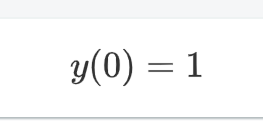 y(0) = 1